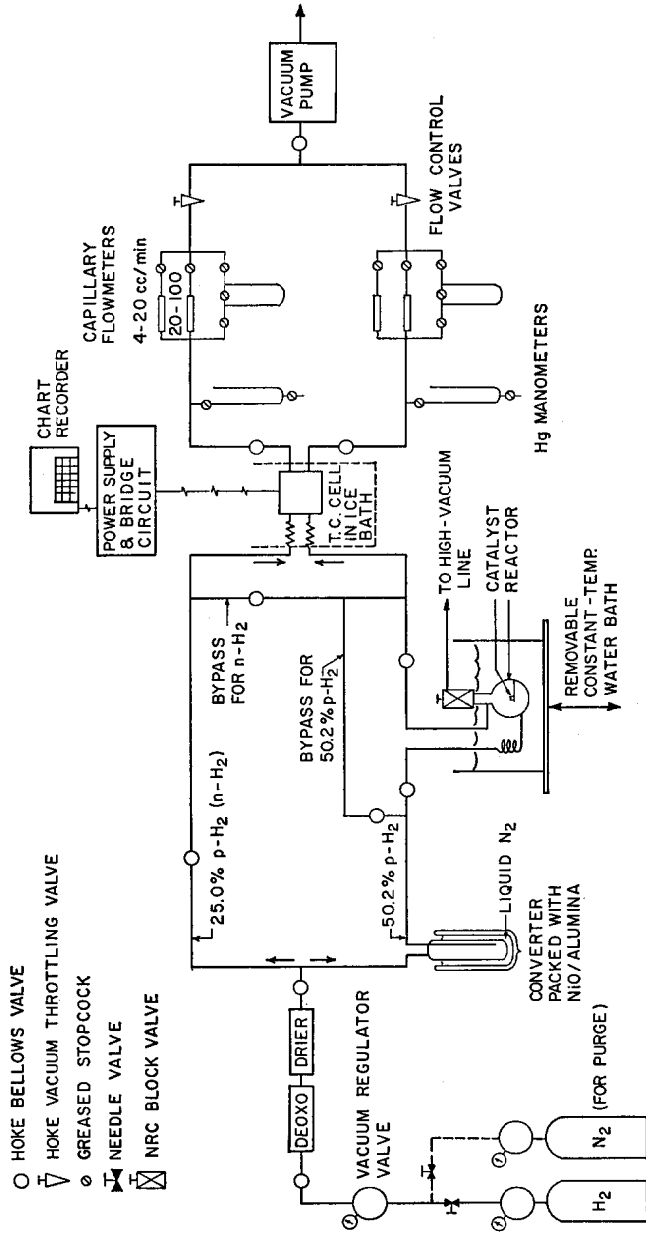 HOKE BELLOWS VALVE
HOKE VACUUM THROTTLING VALVE
GREASED STOPCOCK
NEEDLE VALVE
NRC BLOCK VALVE
CHART
RECORDER
POWER SUPPLY
& BRIDGE
CIRCUIT
CAPILLARY
FLOWMETERS
4-20 cc/min
20-100
VACUUM
PUMP
25.0% p-H₂ (n-H₂)
BYPASS
FOR n-H₂
T.C. CELL
IN ICE
BATH
FLOW CONTROL
VALVES
Hg MANOMETERS
DEOXO
DRIER
BYPASS FOR
50.2% p-H₂
50.2% p-H₂
TO HIGH-VACUUM
LINE
CATALYST
REACTOR
VACUUM REGULATOR
VALVE
LIQUID N₂
CONVERTER
PACKED WITH
NiO/ALUMINA
REMOVABLE
CONSTANT-TEMP.
WATER BATH
H₂
N₂
(FOR PURGE)